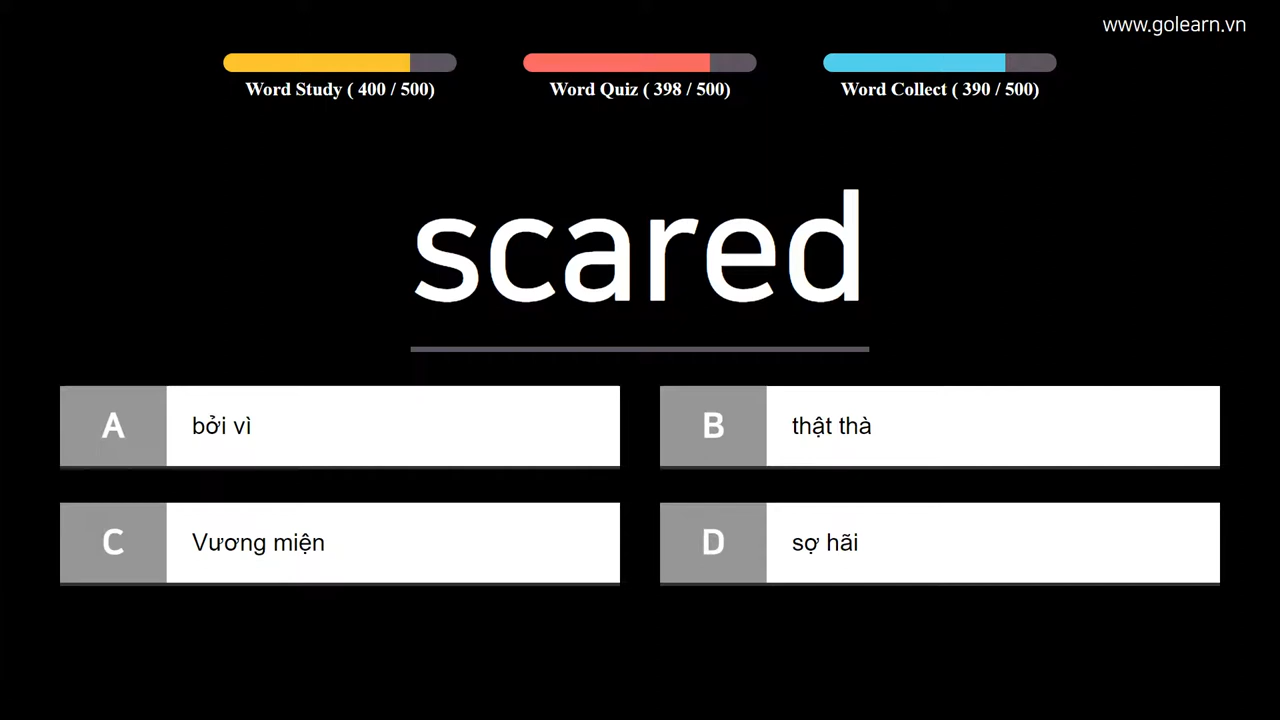 www.golearn.vn
Word Study ( 400 / 500)
Word Quiz ( 398 / 500)
Word Collect ( 390 / 500)
scared
A bởi vì
B thật thà
C Vương miện
D sợ hãi